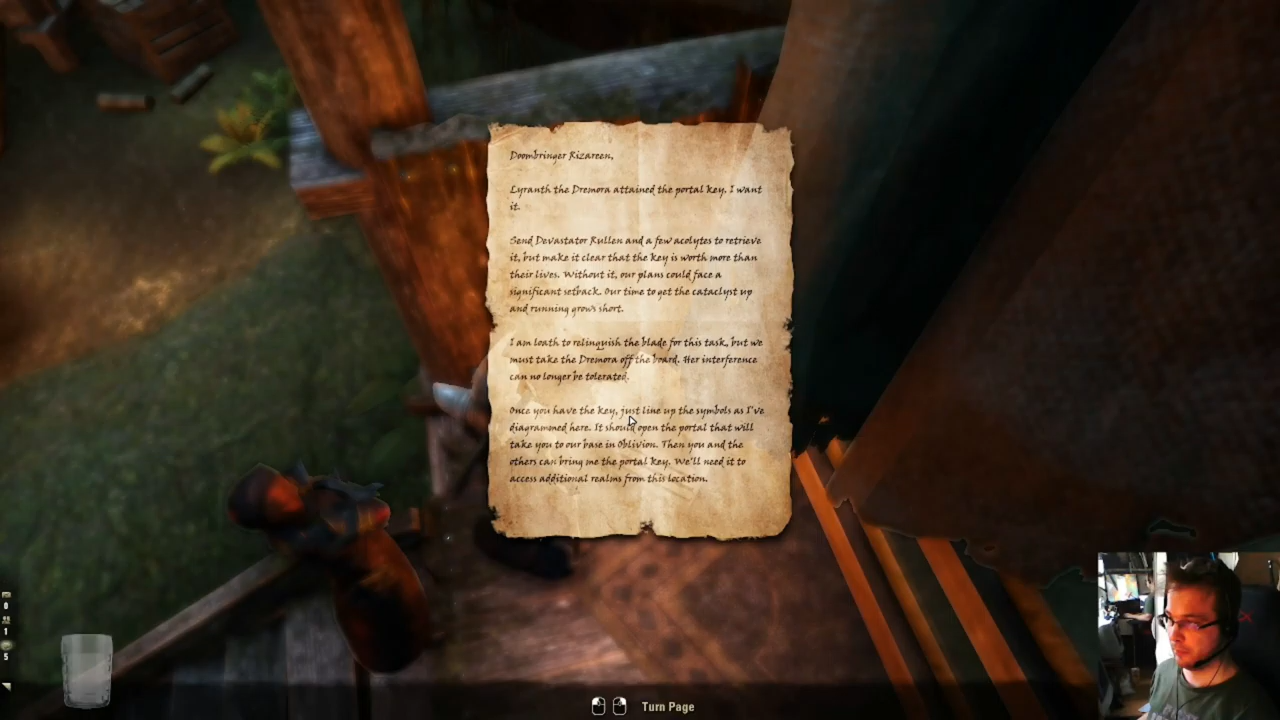 Doombringer Rizareen,
Lyranth the Dremora attained the portal key. I want
it.
Send Devastator Rullen and a few acolytes to retrieve
it, but make it clear that the key is worth more than
their lives. Without it, our plans could face a
significant setback. Our time to get the cataclyst up
and running grows short.
I am loath to relinquish the blade for this task, but we
must take the Dremora off the board. Her interference
can no longer be tolerated.
Once you have the key, just line up the symbols as I've
diagrammed here. It should open the portal that will
take you to our base in Oblivion. Then you and the
others can bring me the portal key. We'll need it to
access additional realms from this location.
0
1
5
Turn Page